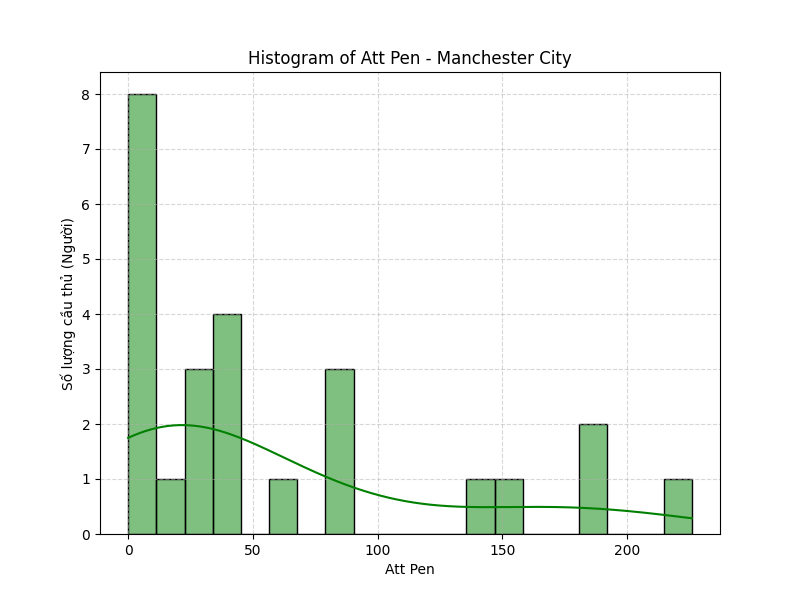 Histogram of Att Pen - Manchester City
Số lượng cầu thủ (Người)
8
7
6
5
4
3
2
1
0
0 50 100 150 200
Att Pen